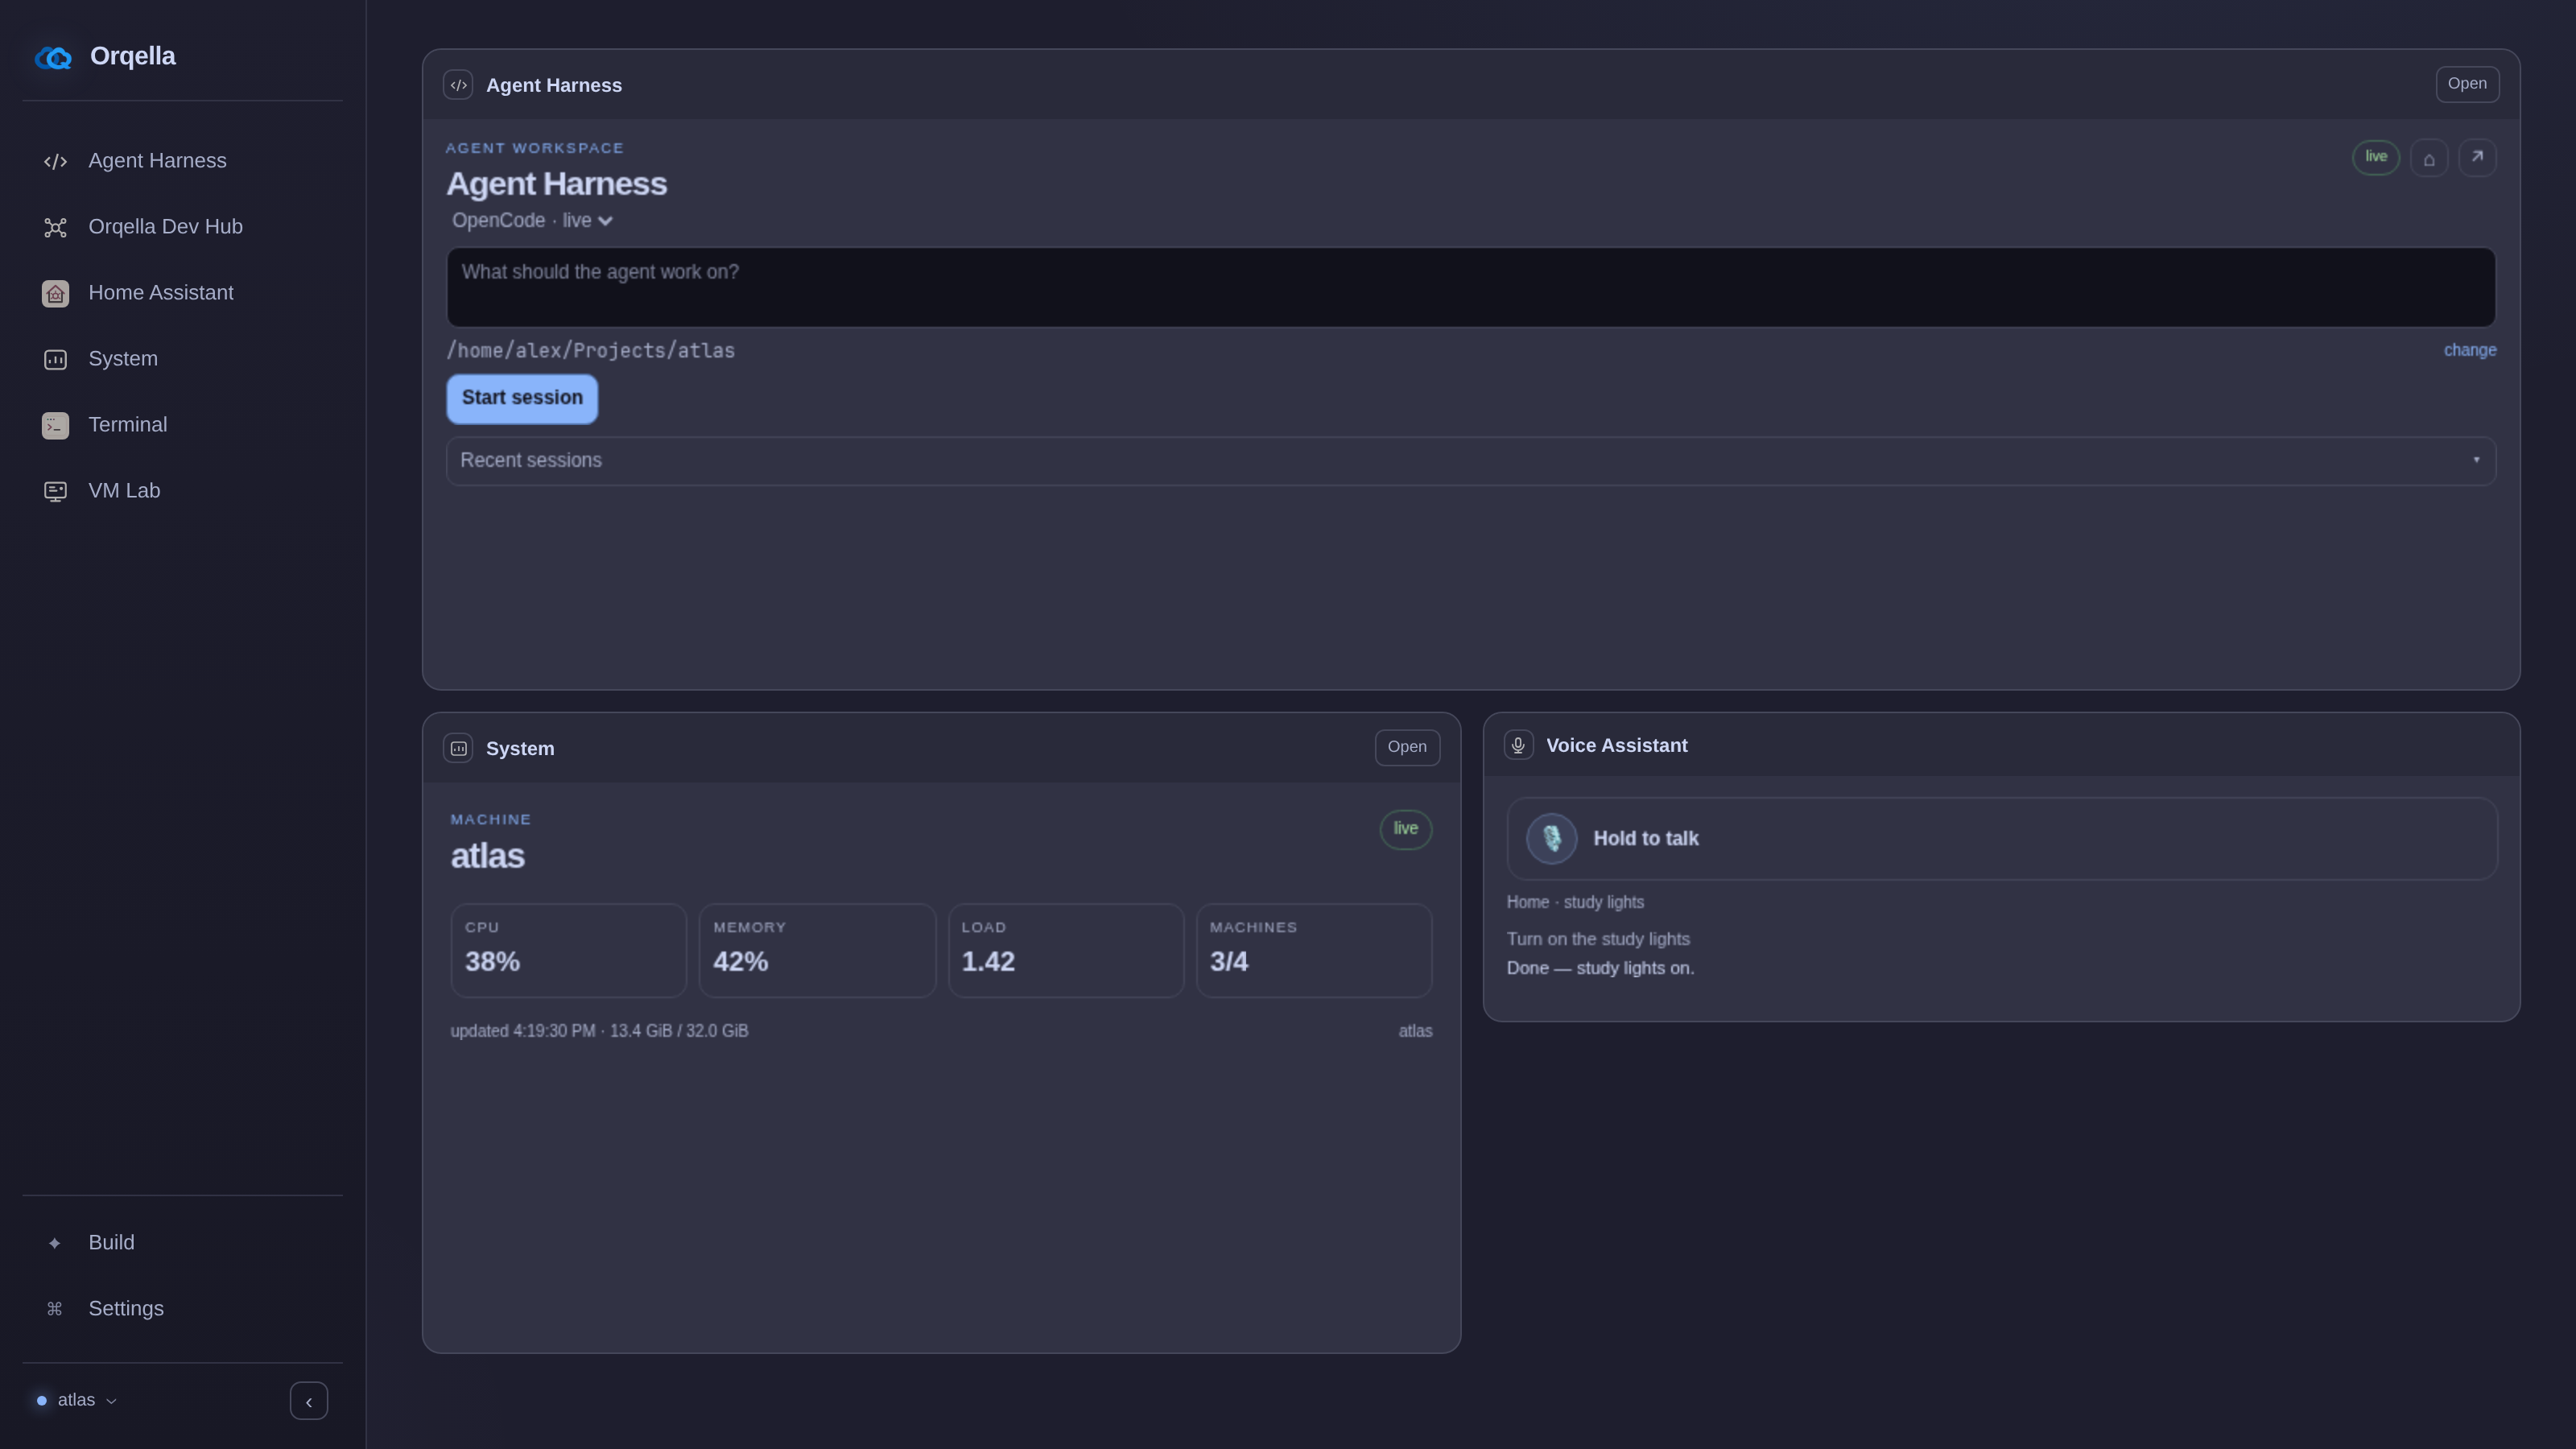 Orqella
Agent Harness
Orqella Dev Hub
Home Assistant
System
Terminal
VM Lab
Build
Settings
atlas
Agent Harness
Open
AGENT WORKSPACE
live
Agent Harness
OpenCode · live
What should the agent work on?
/home/alex/Projects/atlas
change
Start session
Recent sessions
System
Open
MACHINE
live
atlas
CPU
38%
MEMORY
42%
LOAD
1.42
MACHINES
3/4
updated 4:19:30 PM · 13.4 GiB / 32.0 GiB
atlas
Voice Assistant
Hold to talk
Home · study lights
Turn on the study lights
Done — study lights on.